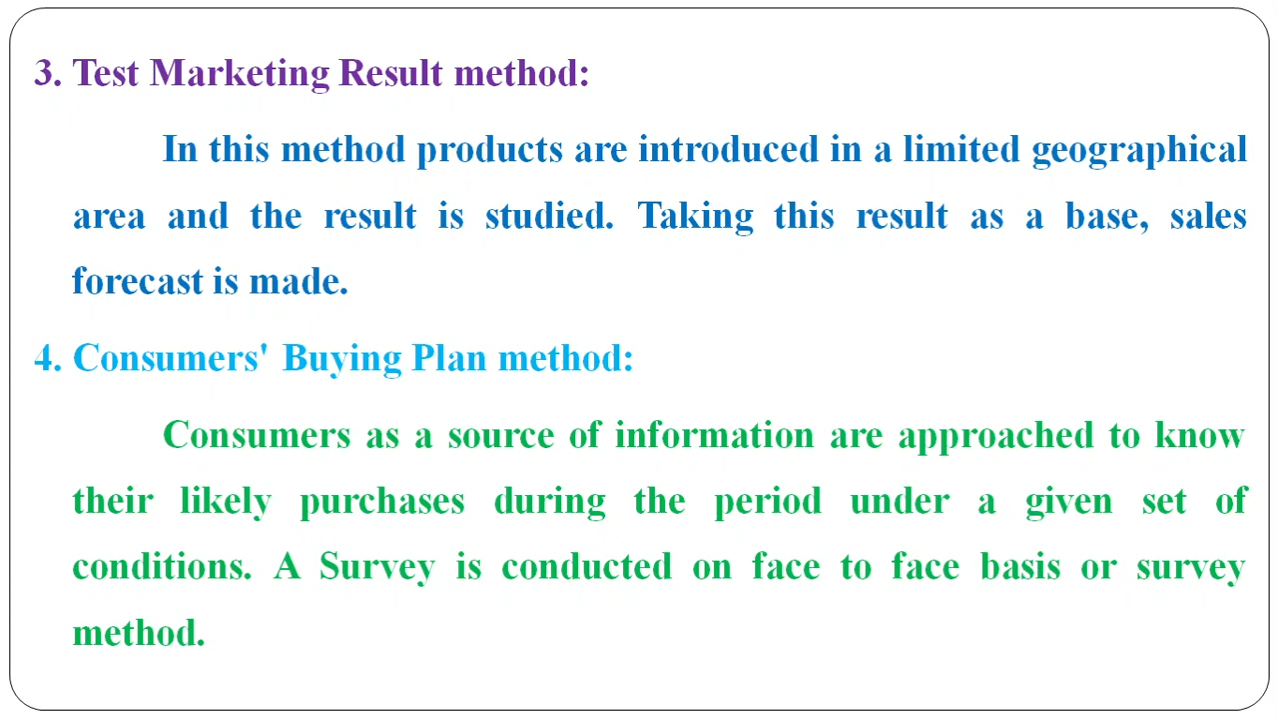 3. Test Marketing Result method:
In this method products are introduced in a limited geographical
area and the result is studied. Taking this result as a base, sales
forecast is made.
4. Consumers' Buying Plan method:
Consumers as a source of information are approached to know
their likely purchases during the period under a given set of
conditions. A Survey is conducted on face to face basis or survey
method.